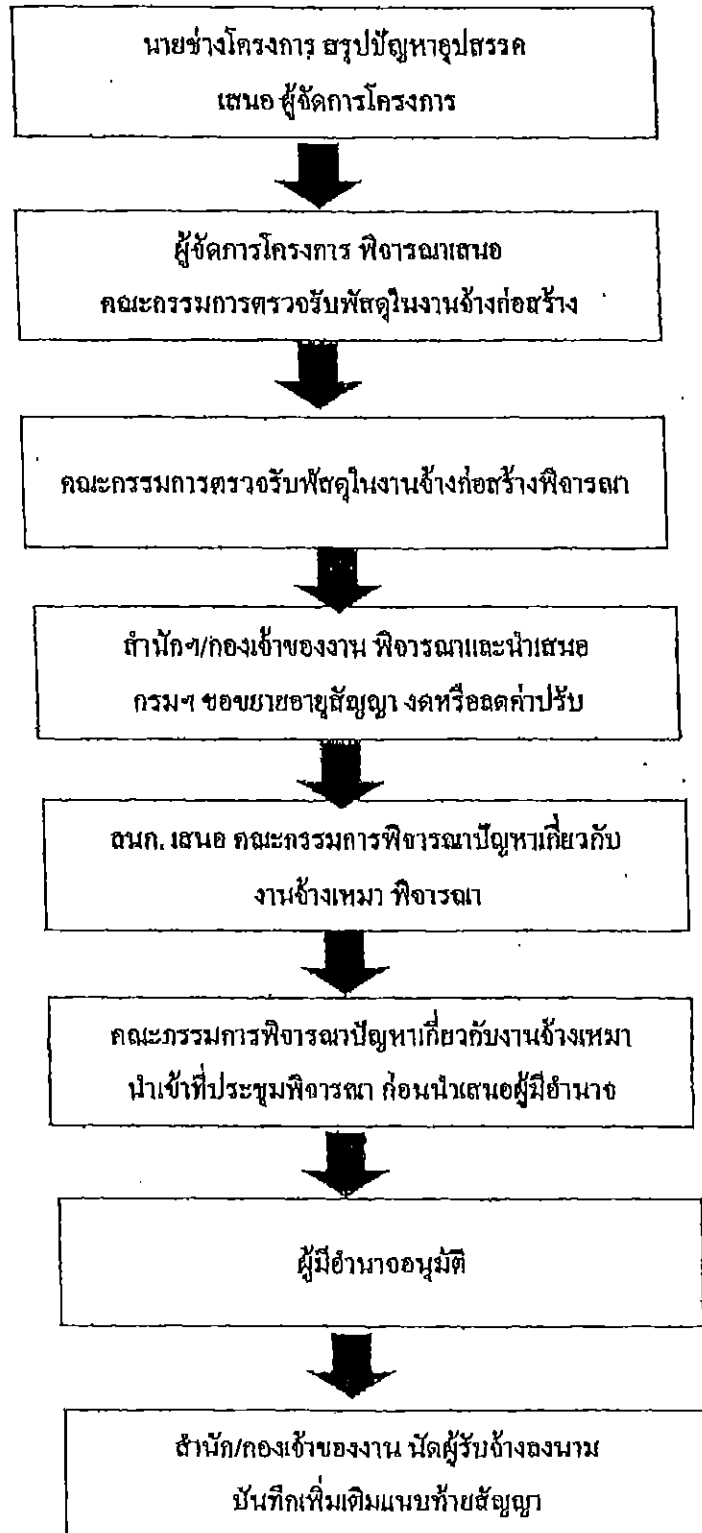 นายช่างโครงการ สรุปปัญหาอุปสรรค
เสนอ ผู้จัดการโครงการ
ผู้จัดการโครงการ พิจารณาเสนอ
คณะกรรมการตรวจรับพัสดุในงานจ้างก่อสร้าง
คณะกรรมการตรวจรับพัสดุในงานจ้างก่อสร้างพิจารณา
สำนักฯ/กองเจ้าของงาน พิจารณาและนำเสนอ
กรมฯ ขอขยายอายุสัญญา งดหรือลดค่าปรับ
สนก. เสนอ คณะกรรมการพิจารณาปัญหาเกี่ยวกับ
งานจ้างเหมา พิจารณา
คณะกรรมการพิจารณาปัญหาเกี่ยวกับงานจ้างเหมา
นำเข้าที่ประชุมพิจารณา ก่อนนำเสนอผู้มีอำนาจ
ผู้มีอำนาจอนุมัติ
สำนัก/กองเจ้าของงาน นัดผู้รับจ้างลงนาม
บันทึกเพิ่มเติมแนบท้ายสัญญา